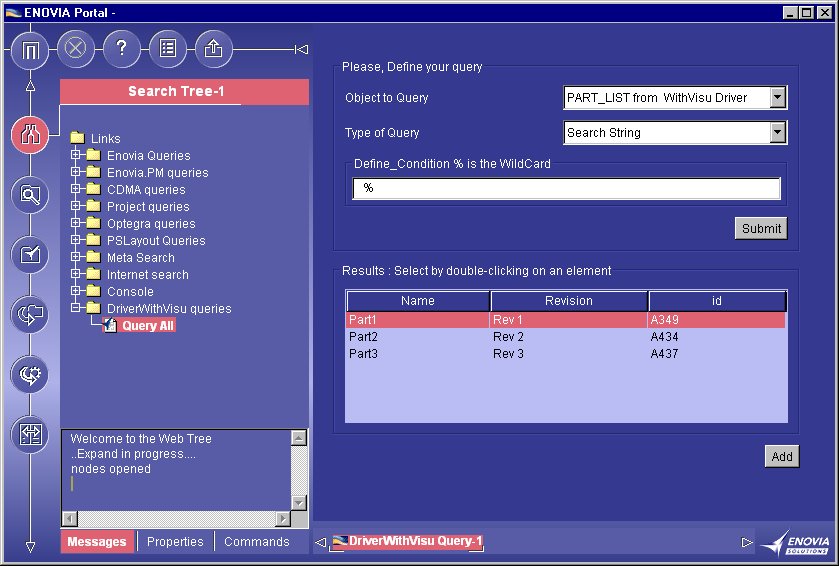 ENOVIA Portal -
Search Tree-1
Links
Enovia Queries
Enovia.PM queries
CDMA queries
Project queries
Optegra queries
PSLayout Queries
Meta Search
Internet search
Console
DriverWithVisu queries
Query All
Welcome to the Web Tree
..Expand in progress....
nodes opened
Messages Properties Commands
Please, Define your query
Object to Query PART_LIST from WithVisu Driver
Type of Query Search String
Define_Condition % is the WildCard
%
Submit
Results : Select by double-clicking on an element
Name Revision id
Part1 Rev 1 A349
Part2 Rev 2 A434
Part3 Rev 3 A437
Add
DriverWithVisu Query-1
ENOVIA
SOLUTIONS